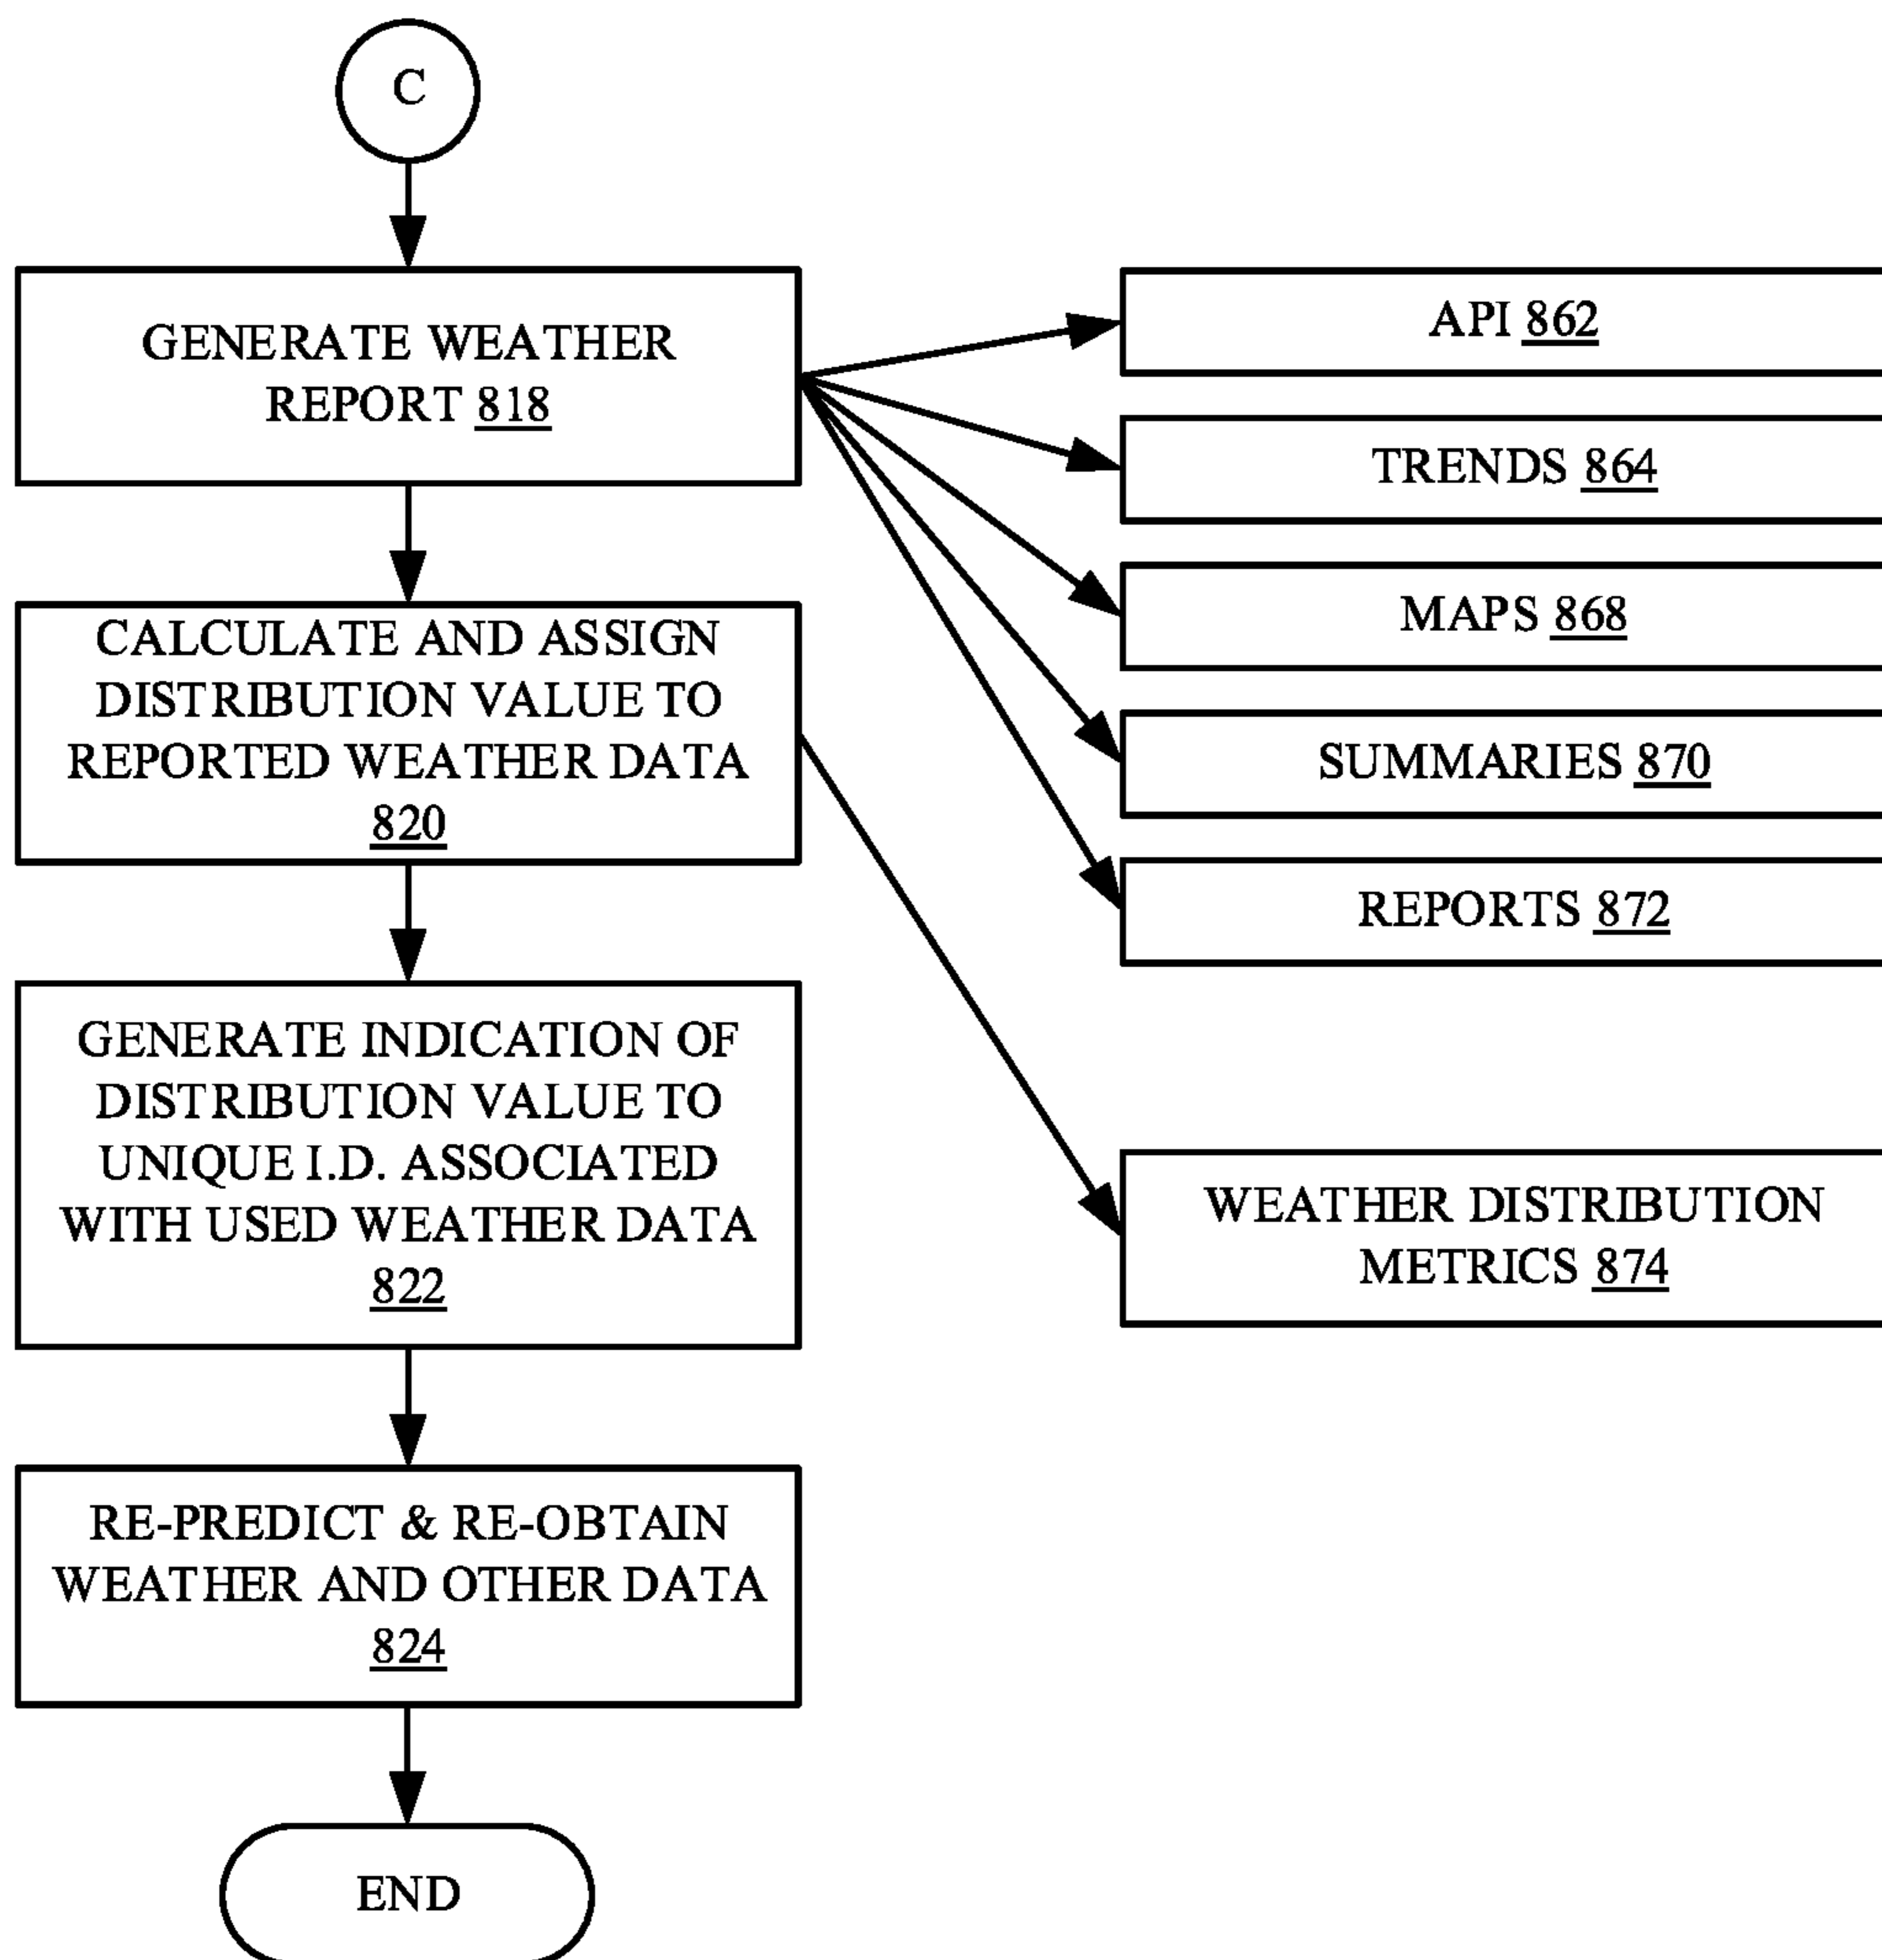 C
GENERATE WEATHER
REPORT 818
CALCULATE AND ASSIGN
DISTRIBUTION VALUE TO
REPORTED WEATHER DATA
820
GENERATE INDICATION OF
DISTRIBUTION VALUE TO
UNIQUE I.D. ASSOCIATED
WITH USED WEATHER DATA
822
RE-PREDICT & RE-OBTAIN
WEATHER AND OTHER DATA
824
END
API 862
TRENDS 864
MAPS 868
SUMMARIES 870
REPORTS 872
WEATHER DISTRIBUTION
METRICS 874